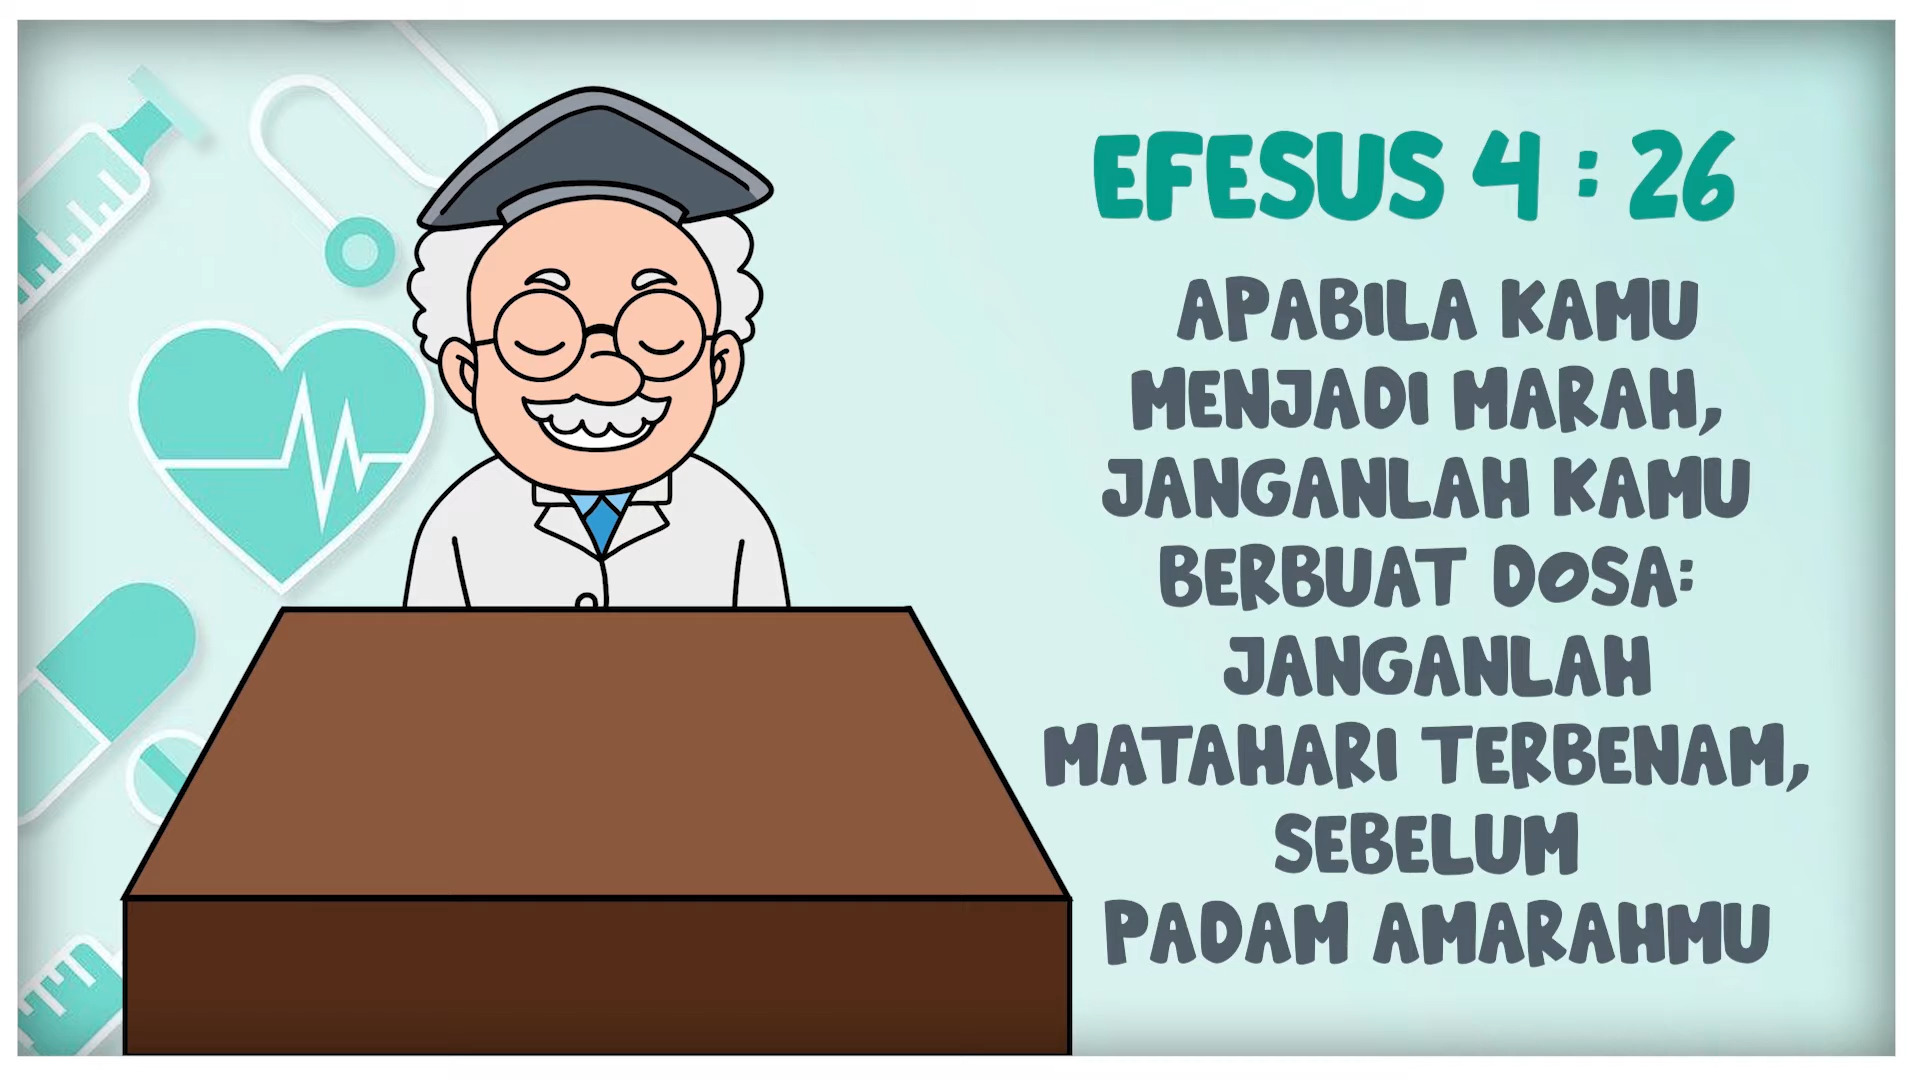 EFESUS 4 : 26
APABILA KAMU
MENJADI MARAH,
JANGANLAH KAMU
BERBUAT DOSA:
JANGANLAH
MATAHARI TERBENAM,
SEBELUM
PADAM AMARAHMU